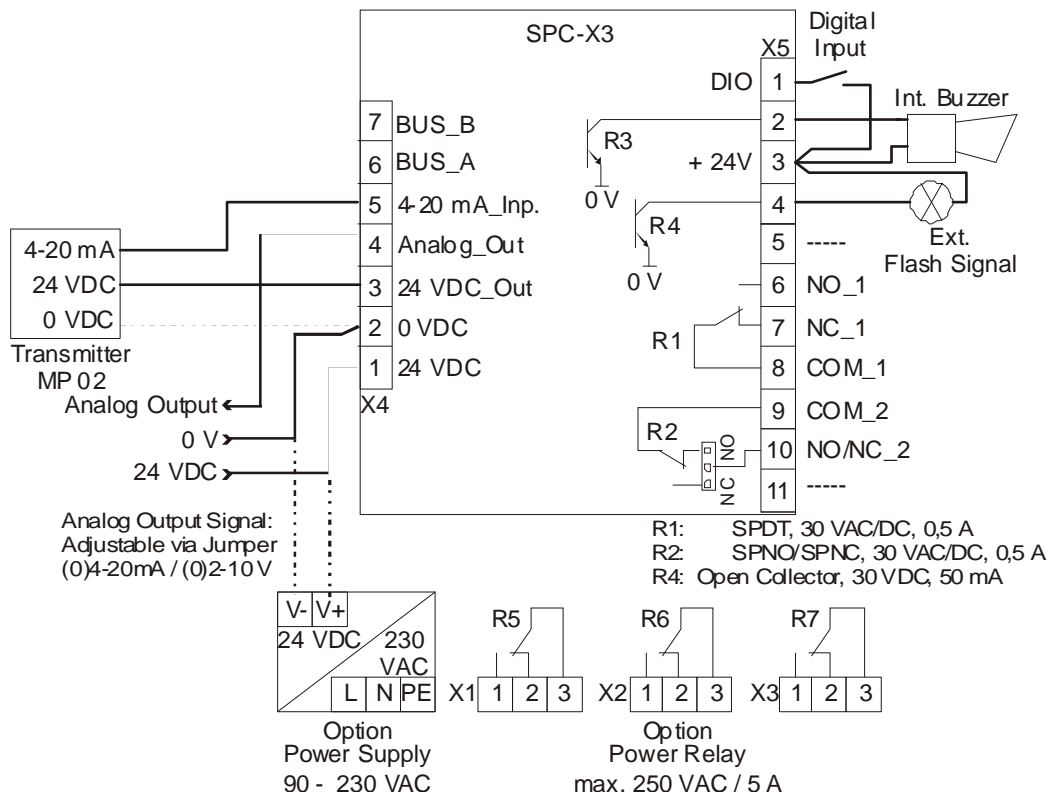 SPC-X3
Digital
Input
X5
DIO 1
2
Int. Buzzer
R3
+ 24V 3
0 V
4
R4
5 -----
Ext.
Flash Signal
0 V
6 NO_1
R1
7 NC_1
8 COM_1
9 COM_2
R2
NO
NC
10 NO/NC_2
11 -----
7 BUS_B
6 BUS_A
5 4-20 mA_Inp.
4 Analog_Out
3 24 VDC_Out
2 0 VDC
1 24 VDC
X4
4-20 mA
24 VDC
0 VDC
Transmitter
MP 02
Analog Output
0 V
24 VDC
Analog Output Signal:
Adjustable via Jumper
(0)4-20mA / (0)2-10 V
R1: SPDT, 30 VAC/DC, 0,5 A
R2: SPNO/SPNC, 30 VAC/DC, 0,5 A
R4: Open Collector, 30 VDC, 50 mA
V- V+
24 VDC
230
VAC
L N PE
Option
Power Supply
90 - 230 VAC
R5
X1 1 2 3
R6
X2 1 2 3
R7
X3 1 2 3
Option
Power Relay
max. 250 VAC / 5 A